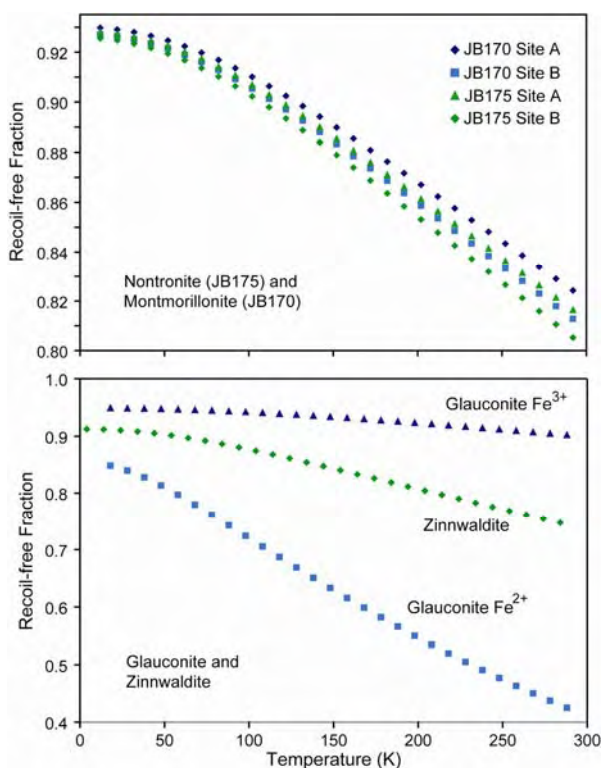 0.92
0.90
0.88
0.86
0.84
0.82
0.80
Recoil-free Fraction
JB170 Site A
JB170 Site B
JB175 Site A
JB175 Site B
Nontronite (JB175) and
Montmorillonite (JB170)
1.0
0.9
0.8
0.7
0.6
0.5
0.4
Recoil-free Fraction
Glauconite Fe3+
Zinnwaldite
Glauconite Fe2+
Glauconite and
Zinnwaldite
0 50 100 150 200 250 300
Temperature (K)